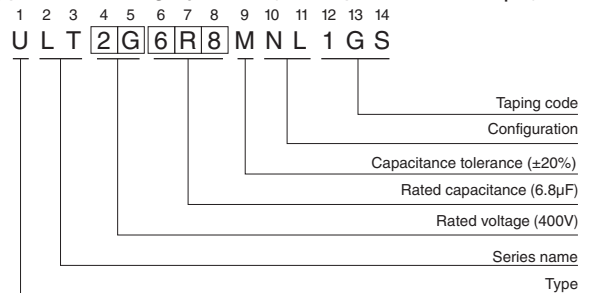 1 2 3 4 5 6 7 8 9 10 11 12 13 14
U L T 2 G 6 R 8 M N L 1 G S
Taping code
Configuration
Capacitance tolerance (±20%)
Rated capacitance (6.8µF)
Rated voltage (400V)
Series name
Type